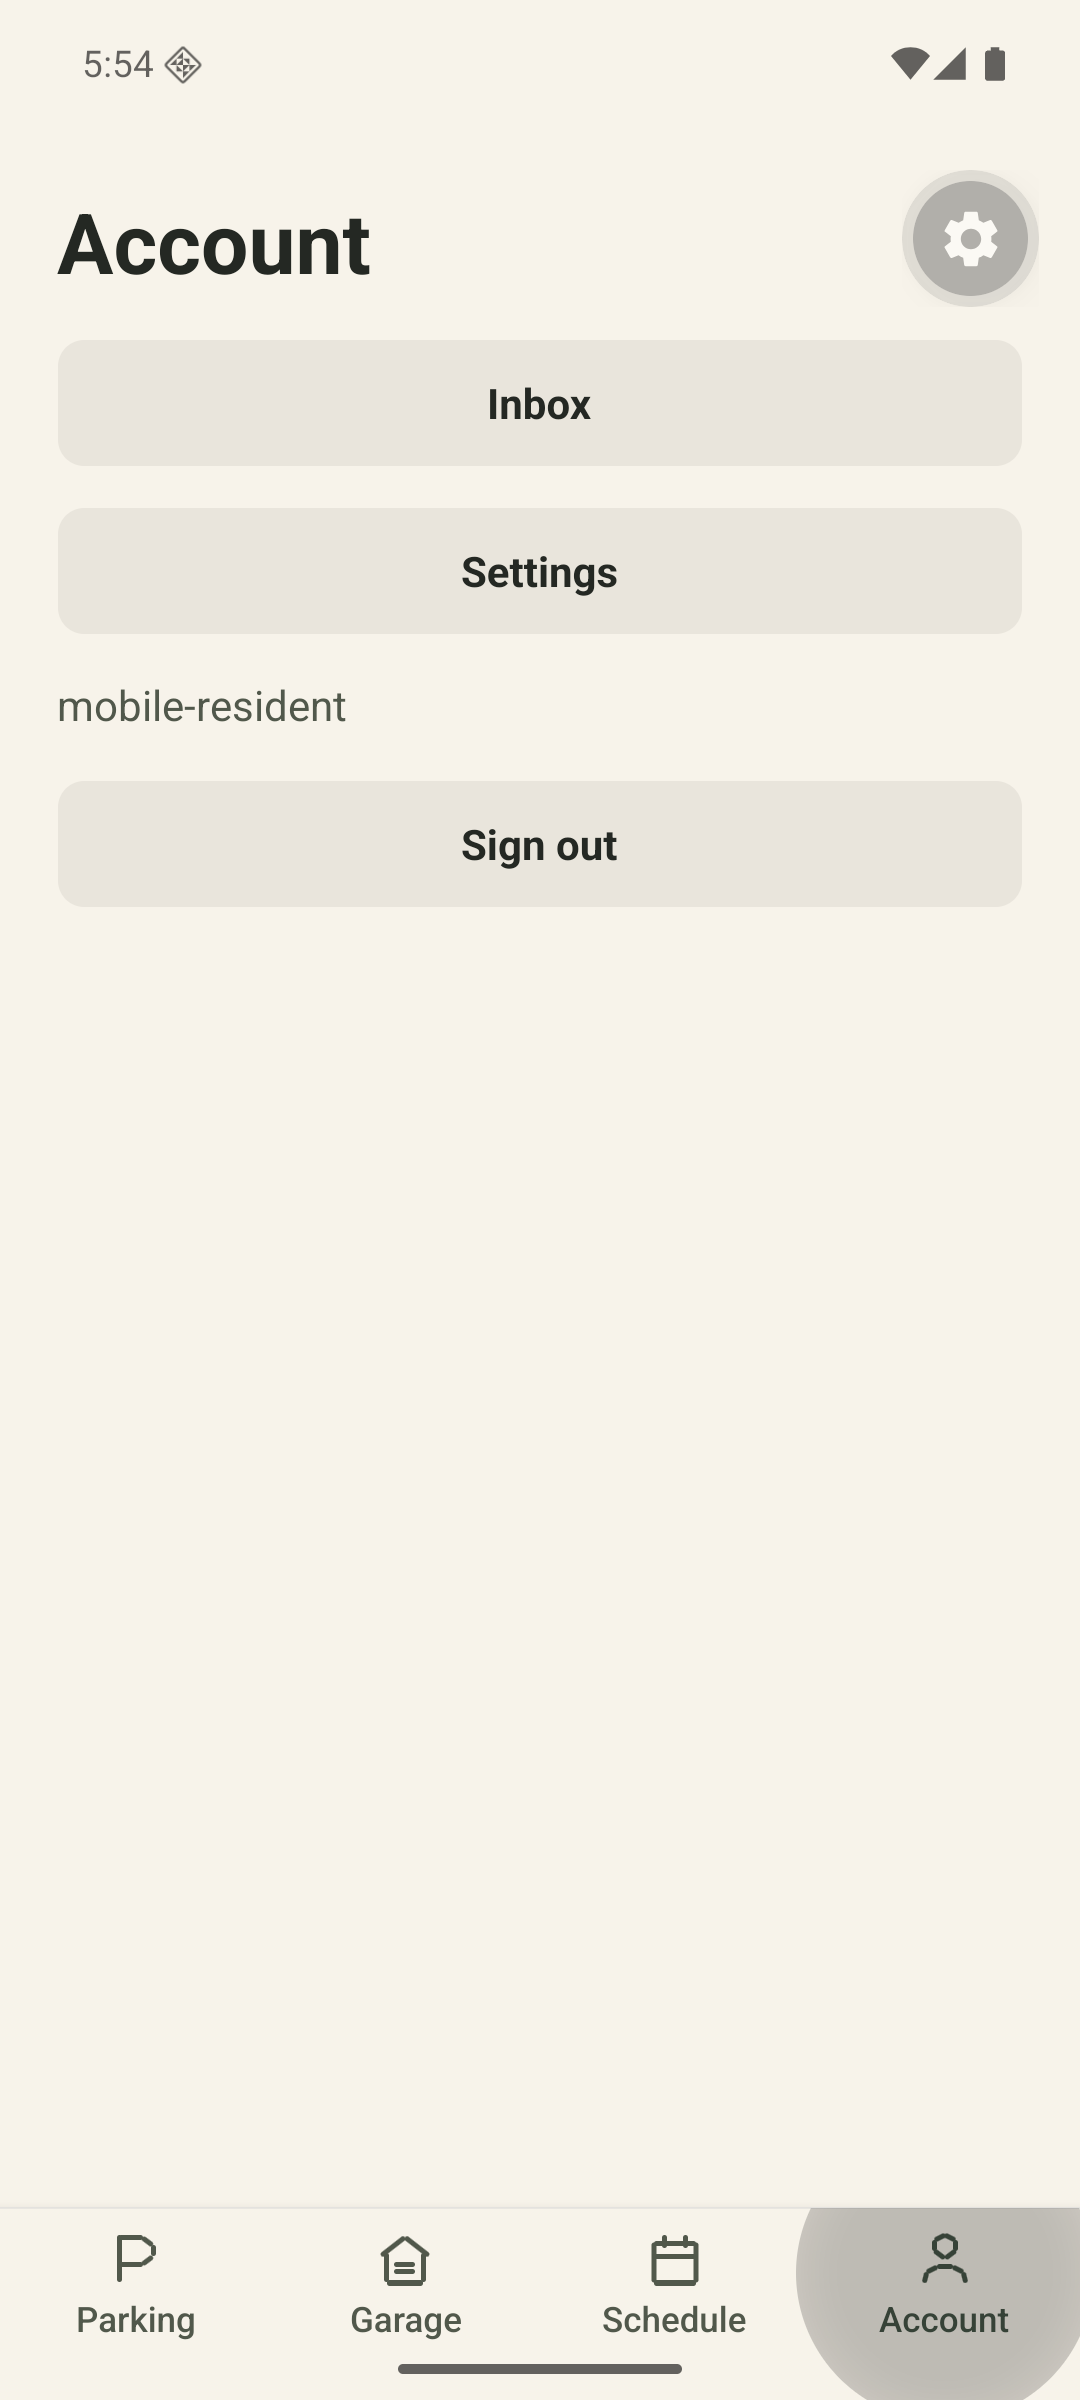 5:54
Account
Inbox
Settings
mobile-resident
Sign out
Parking
Garage
Schedule
Account